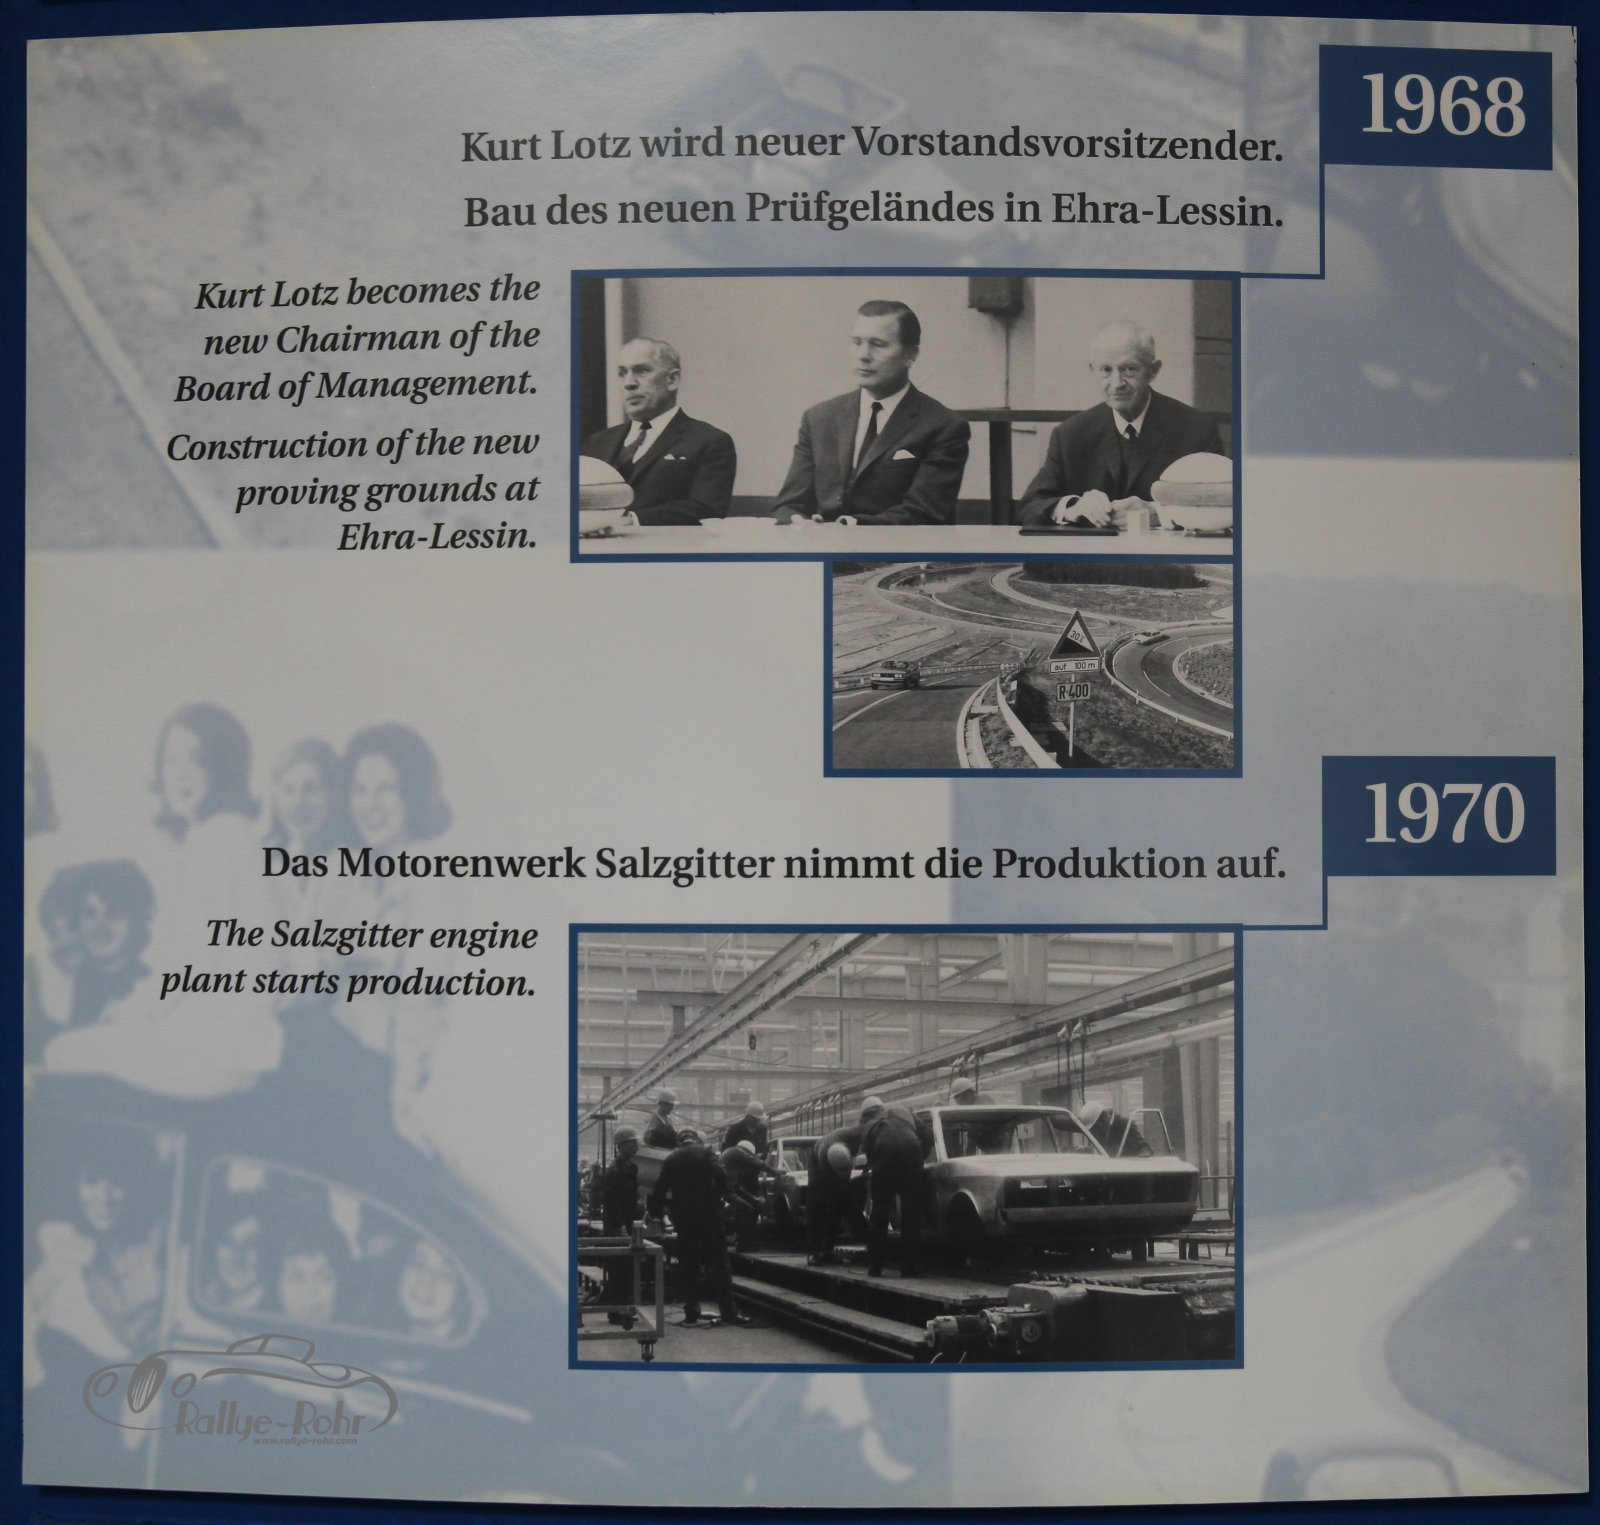 1968
Kurt Lotz wird neuer Vorstandsvorsitzender.
Bau des neuen Prüfgeländes in Ehra-Lessin.
Kurt Lotz becomes the
new Chairman of the
Board of Management.
Construction of the new
proving grounds at
Ehra-Lessin.
30%
auf 100 m
R 400
1970
Das Motorenwerk Salzgitter nimmt die Produktion auf.
The Salzgitter engine
plant starts production.
Rallye-Rohr
www.rallye-rohr.com